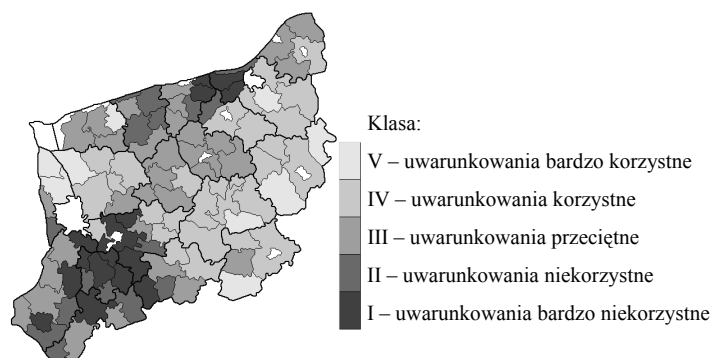 Klasa:
V – uwarunkowania bardzo korzystne
IV – uwarunkowania korzystne
III – uwarunkowania przeciętne
II – uwarunkowania niekorzystne
I – uwarunkowania bardzo niekorzystne